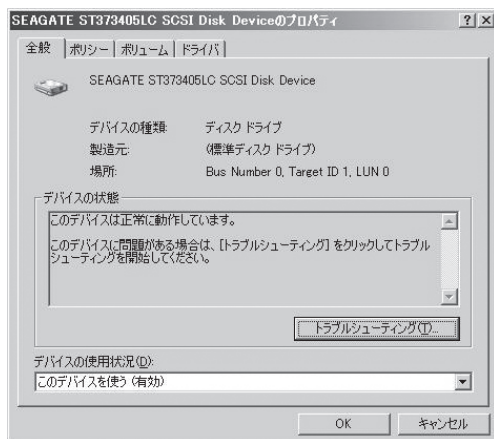 SEAGATE ST373405LC SCSI Disk Deviceのプロパティ
? ×
全般 ポリシー ボリューム ドライバ
SEAGATE ST373405LC SCSI Disk Device
デバイスの種類: ディスク ドライブ
製造元: (標準ディスク ドライブ)
場所: Bus Number 0, Target ID 1, LUN 0
デバイスの状態
このデバイスは正常に動作しています。
このデバイスに問題がある場合は、[トラブルシューティング] をクリックしてトラブル
シューティングを開始してください。
トラブルシューティング(T)...
デバイスの使用状況(D):
このデバイスを使う (有効)
OK キャンセル